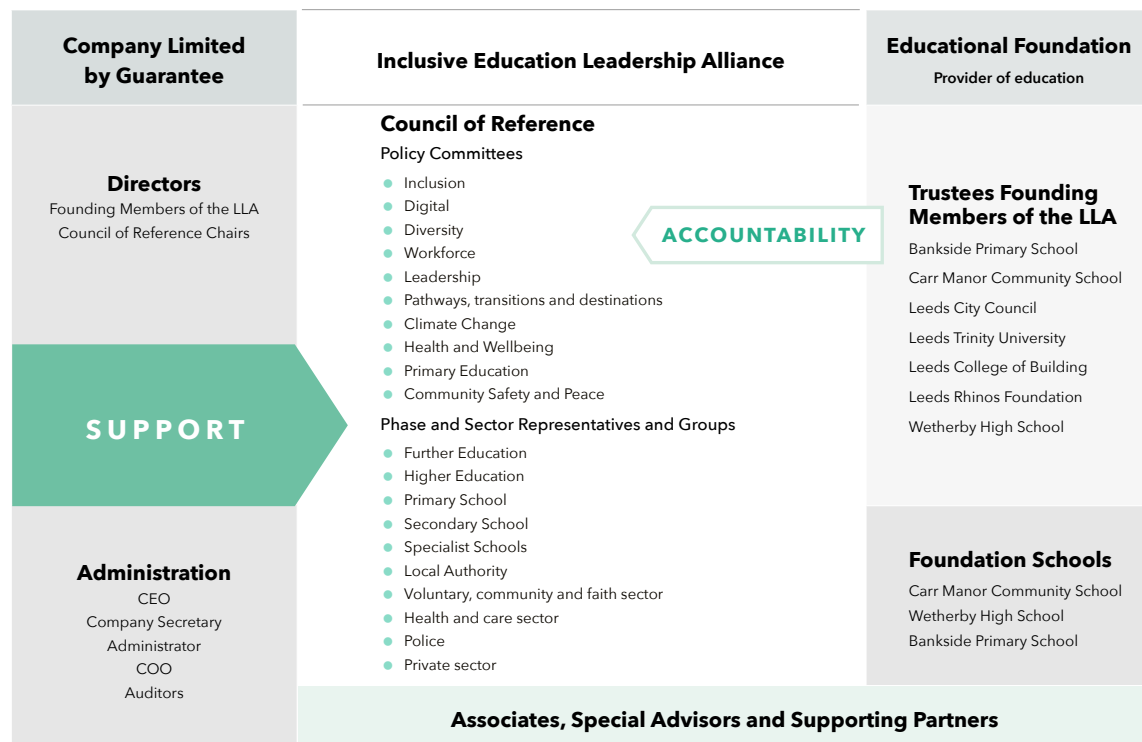 Company Limited
by Guarantee
Directors
Founding Members of the LLA
Council of Reference Chairs
SUPPORT
Administration
CEO
Company Secretary
Administrator
COO
Auditors
Inclusive Education Leadership Alliance
Council of Reference
Policy Committees
Inclusion
Digital
Diversity
Workforce
Leadership
Pathways, transitions and destinations
Climate Change
Health and Wellbeing
Primary Education
Community Safety and Peace
Phase and Sector Representatives and Groups
Further Education
Higher Education
Primary School
Secondary School
Specialist Schools
Local Authority
Voluntary, community and faith sector
Health and care sector
Police
Private sector
ACCOUNTABILITY
Educational Foundation
Provider of education
Trustees Founding
Members of the LLA
Bankside Primary School
Carr Manor Community School
Leeds City Council
Leeds Trinity University
Leeds College of Building
Leeds Rhinos Foundation
Wetherby High School
Foundation Schools
Carr Manor Community School
Wetherby High School
Bankside Primary School
Associates, Special Advisors and Supporting Partners